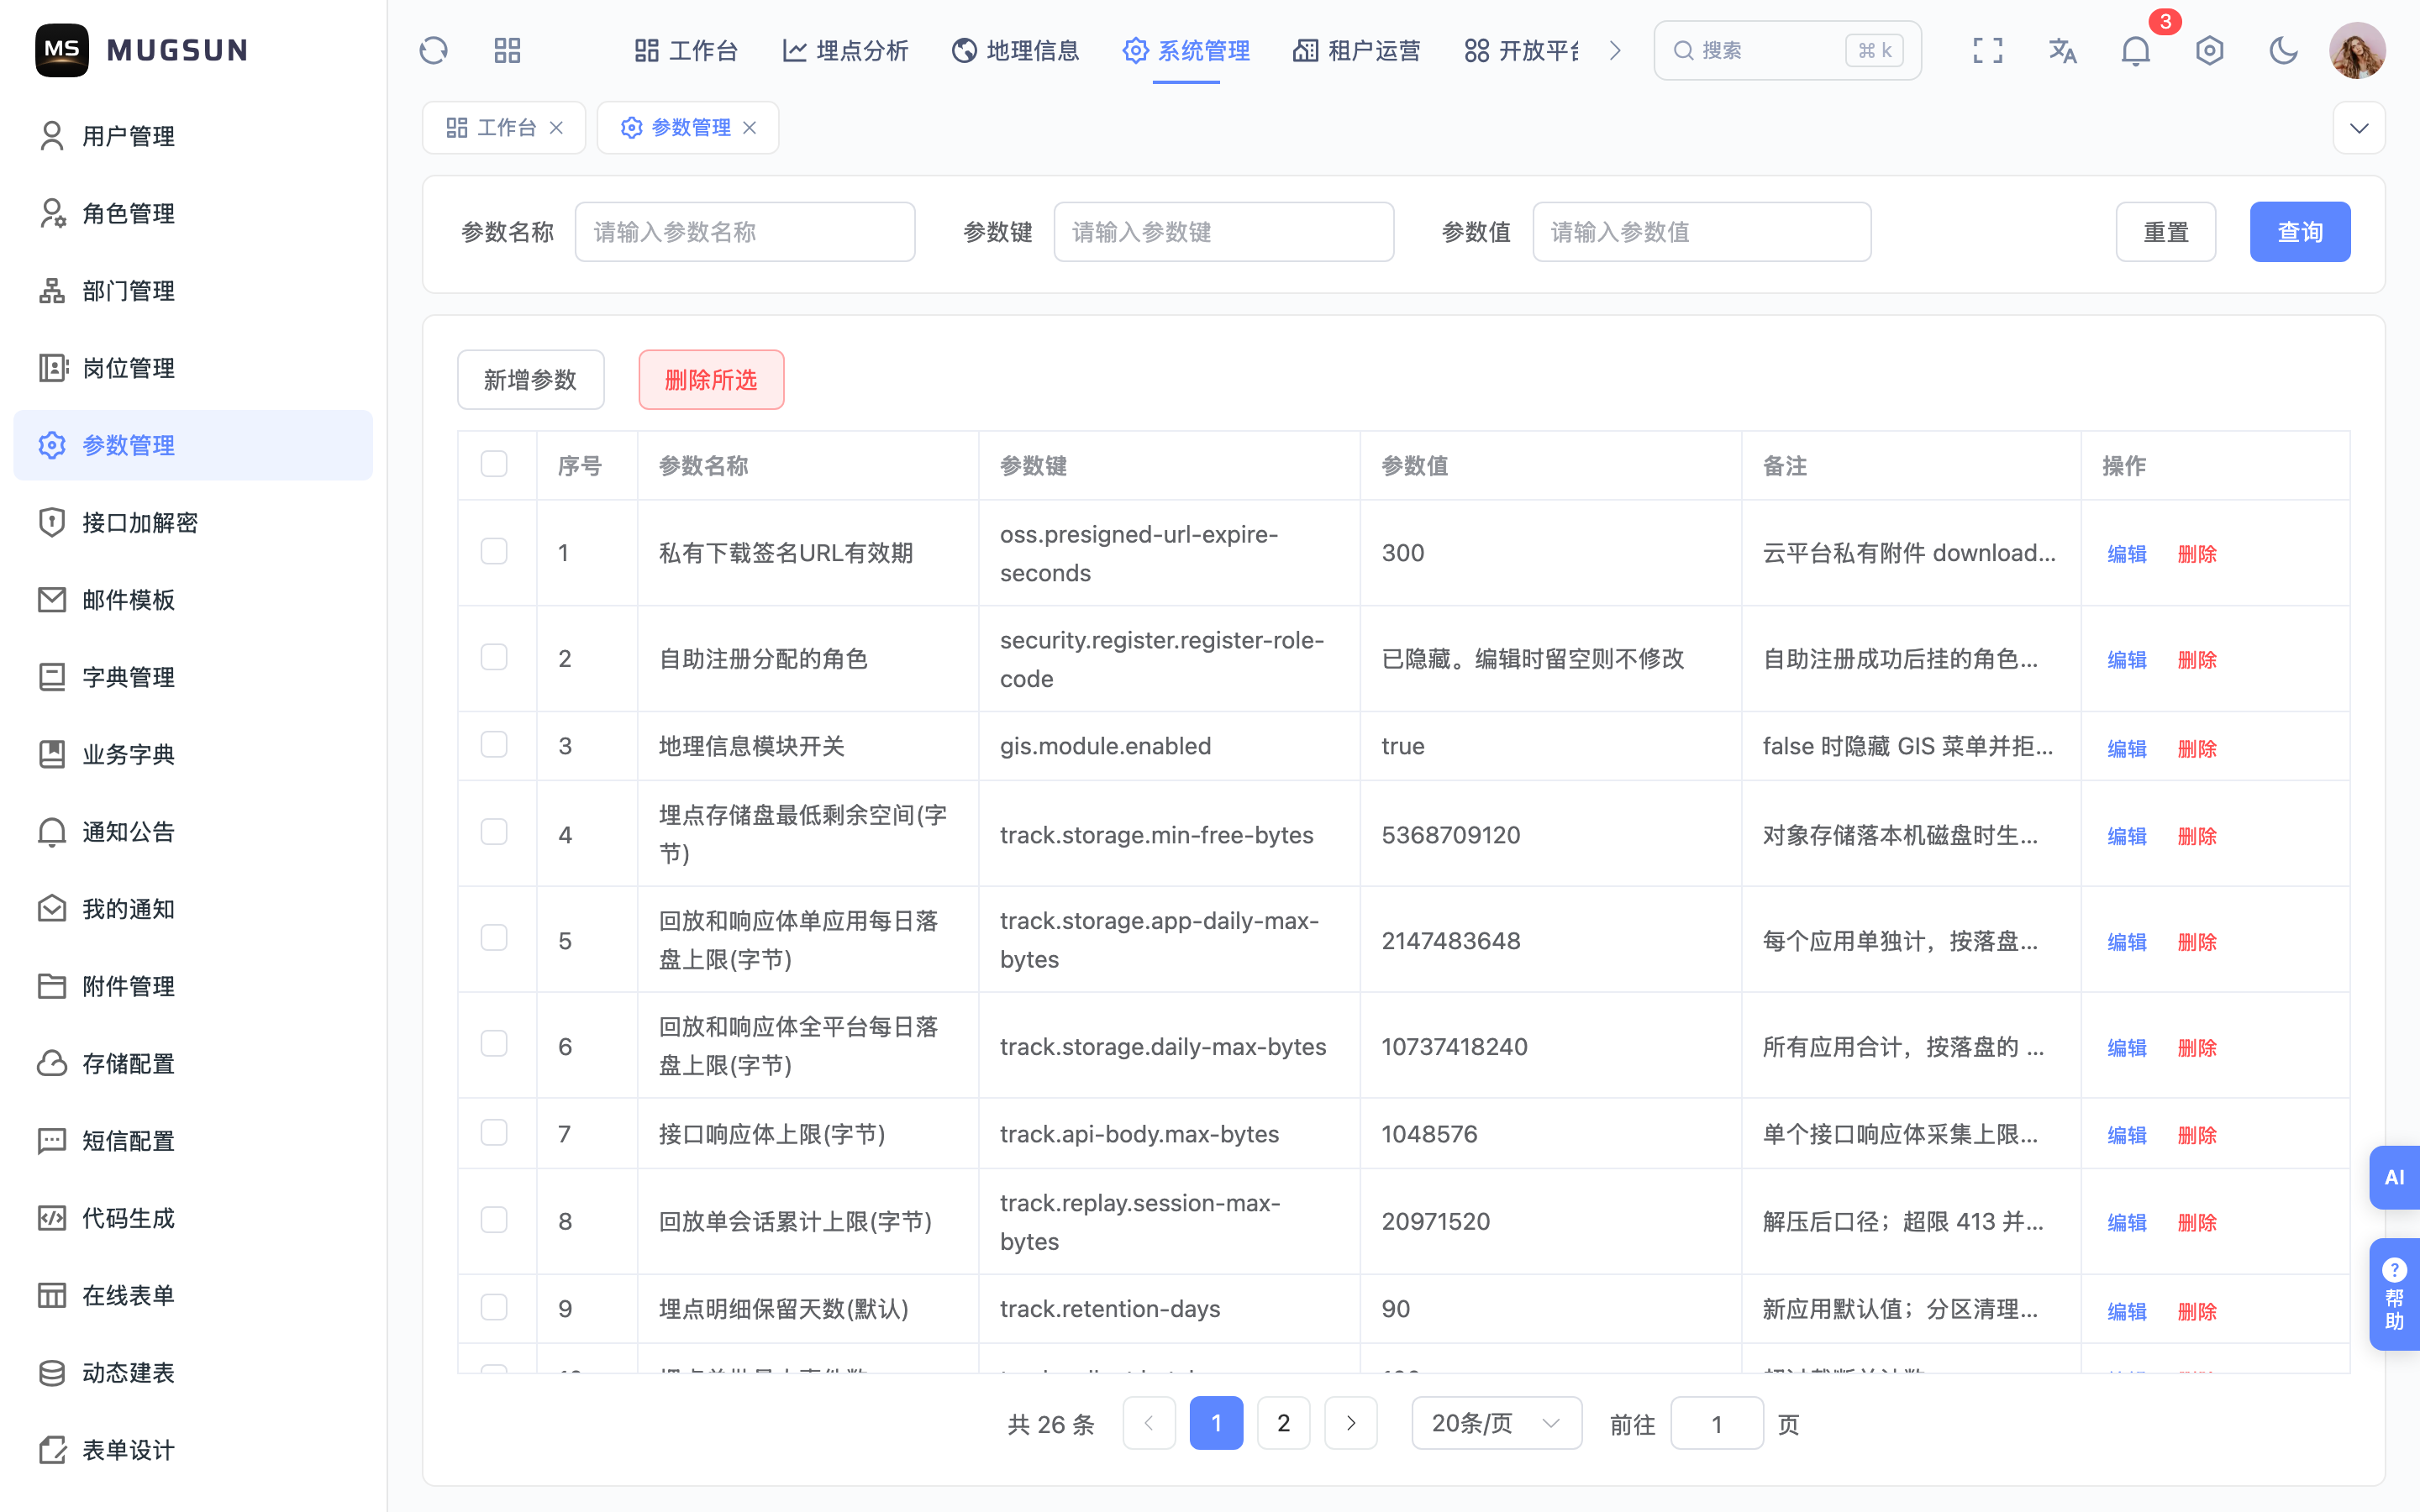 MS MUGSUN
工作台
埋点分析
地理信息
系统管理
租户运营
开放平
搜索
⌘ k
3
工作台
参数管理
用户管理
角色管理
部门管理
岗位管理
参数管理
接口加解密
邮件模板
字典管理
业务字典
通知公告
我的通知
附件管理
存储配置
短信配置
代码生成
在线表单
动态建表
表单设计
参数名称 请输入参数名称
参数键 请输入参数键
参数值 请输入参数值
重置
查询
新增参数
删除所选
序号 参数名称 参数键 参数值 备注 操作
1 私有下载签名URL有效期 oss.presigned-url-expire-
seconds 300 云平台私有附件 download... 编辑 删除
2 自助注册分配的角色 security.register.register-role-
code 已隐藏。编辑时留空则不修改 自助注册成功后挂的角色... 编辑 删除
3 地理信息模块开关 gis.module.enabled true false 时隐藏 GIS 菜单并拒... 编辑 删除
4 埋点存储盘最低剩余空间(字
节) track.storage.min-free-bytes 5368709120 对象存储落本机磁盘时生... 编辑 删除
5 回放和响应体单应用每日落
盘上限(字节) track.storage.app-daily-max-
bytes 2147483648 每个应用单独计，按落盘... 编辑 删除
6 回放和响应体全平台每日落
盘上限(字节) track.storage.daily-max-bytes 10737418240 所有应用合计，按落盘的 ... 编辑 删除
7 接口响应体上限(字节) track.api-body.max-bytes 1048576 单个接口响应体采集上限... 编辑 删除
8 回放单会话累计上限(字节) track.replay.session-max-
bytes 20971520 解压后口径；超限 413 并... 编辑 删除
9 埋点明细保留天数(默认) track.retention-days 90 新应用默认值；分区清理... 编辑 删除
共 26 条
1
2
20条/页
前往 1 页
AI
?
帮
助